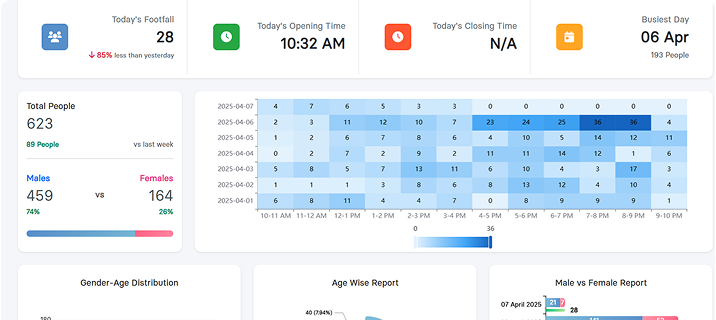 Today's Footfall
28
85% less than yesterday
Today's Opening Time
10:32 AM
Today's Closing Time
N/A
Busiest Day
06 Apr
193 People
Total People
623
89 People vs last week
Males Females
459 vs 164
74% 26%
2025-04-07 4 7 6 5 3 3 0 0 0 0 0 0
2025-04-06 2 3 11 12 10 7 23 24 25 36 36 4
2025-04-05 1 2 6 7 8 6 4 10 5 14 12 11
2025-04-04 0 2 7 2 9 2 11 11 14 12 1 6
2025-04-03 5 8 5 7 13 11 6 10 4 3 17 3
2025-04-02 1 1 1 3 8 6 8 13 12 4 10 4
2025-04-01 6 8 11 4 4 7 0 8 9 9 9 1
10-11 AM 11-12 AM 12-1 PM 1-2 PM 2-3 PM 3-4 PM 4-5 PM 5-6 PM 6-7 PM 7-8 PM 8-9 PM 9-10 PM
0 36
Gender-Age Distribution
Age Wise Report
40 (7.94%)
Male vs Female Report
07 April 2025 21 7
28